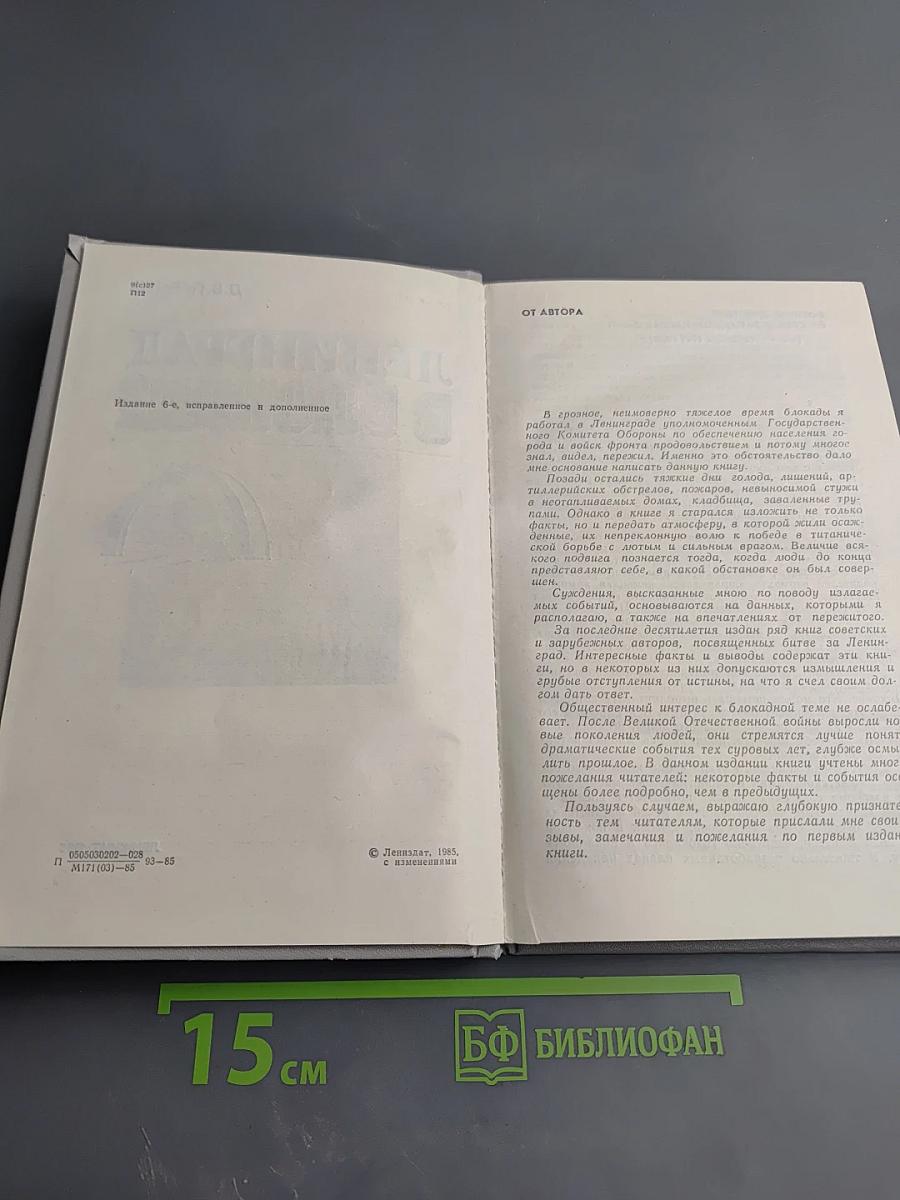 9(с)27
П12
Издание 6-е, исправленное и дополненное
П 0505030202—028 93—85
М171(03)—85
© Лениздат, 1985,
с изменениями
ОТ АВТОРА
В грозное, неимоверно тяжелое время блокады я
работал в Ленинграде уполномоченным Государствен-
ного Комитета Обороны по обеспечению населения го-
рода и войск фронта продовольствием и потому многое
знал, видел, пережил. Именно это обстоятельство дало
мне основание написать данную книгу.
Позади остались тяжкие дни голода, лишений, ар-
тиллерийских обстрелов, пожаров, невыносимой стужи
в неотапливаемых домах, кладбища, заваленные тру-
пами. Однако в книге я старался изложить не только
факты, но и передать атмосферу, в которой жили осаж-
денные, их непреклонную волю к победе в титаниче-
ской борьбе с лютым и сильным врагом. Величие вся-
кого подвига познается тогда, когда люди до конца
представляют себе, в какой обстановке он был совер-
шен.
Суждения, высказанные мною по поводу излагае-
мых событий, основываются на данных, которыми я
располагаю, а также на впечатлениях от пережитого.
За последние десятилетия издан ряд книг советских
и зарубежных авторов, посвященных битве за Ленин-
град. Интересные факты и выводы содержат эти кни-
ги, но в некоторых из них допускаются измышления и
грубые отступления от истины, на что я счел своим дол-
гом дать ответ.
Общественный интерес к блокадной теме не ослабе-
вает. После Великой Отечественной войны выросли но-
вые поколения людей, они стремятся лучше понят
драматические события тех суровых лет, глубже осмы
лить прошлое. В данном издании книги учтены мног
пожелания читателей: некоторые факты и события осв
щены более подробно, чем в предыдущих.
Пользуясь случаем, выражаю глубокую признате
ность тем читателям, которые прислали мне свои
зывы, замечания и пожелания по первым издан
книги.
15 см
БФ БИБЛИОФАН